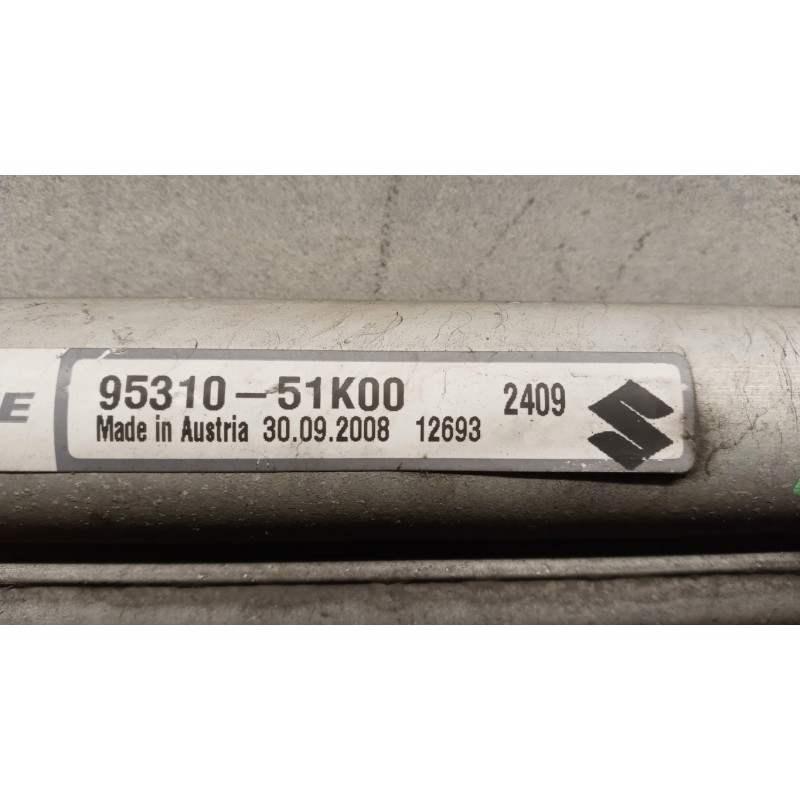 95310-51K00 2409
Made in Austria 30.09.2008 12693
E